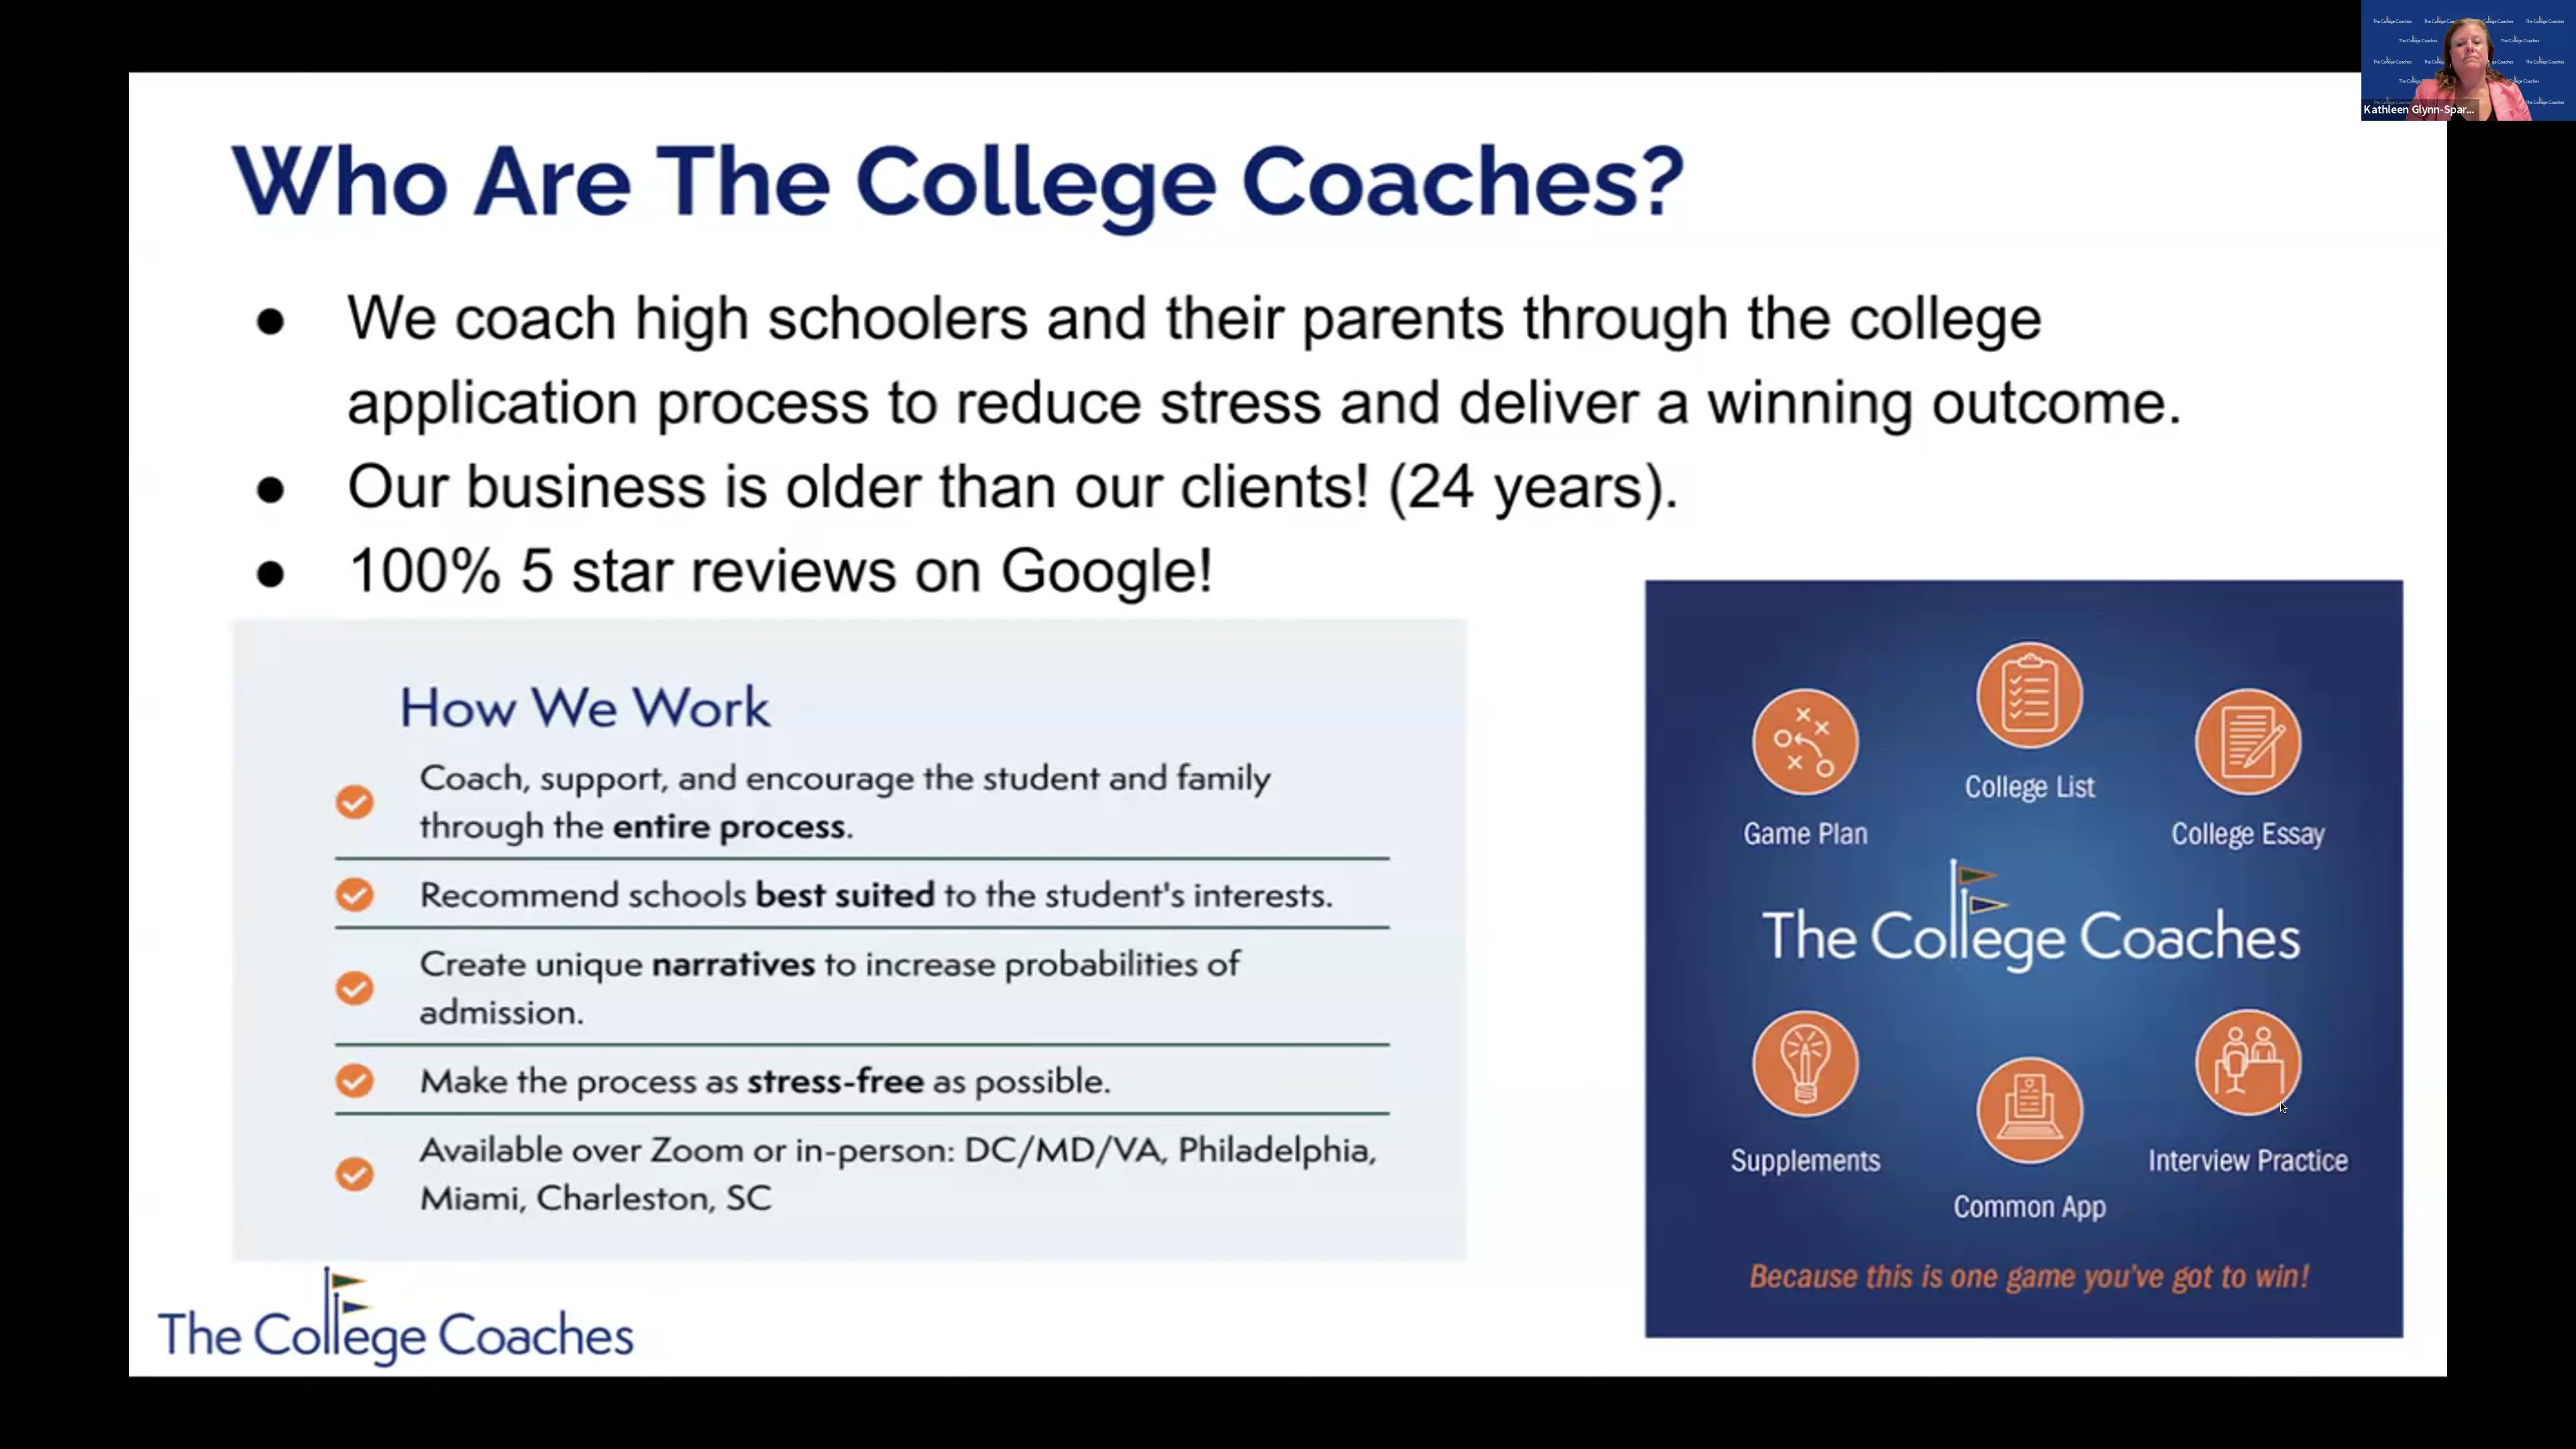 Who Are The College Coaches?
● We coach high schoolers and their parents through the college
application process to reduce stress and deliver a winning outcome.
● Our business is older than our clients! (24 years).
● 100% 5 star reviews on Google!
How We Work
Coach, support, and encourage the student and family
through the entire process.
Recommend schools best suited to the student's interests.
Create unique narratives to increase probabilities of
admission.
Make the process as stress-free as possible.
Available over Zoom or in-person: DC/MD/VA, Philadelphia,
Miami, Charleston, SC
The College Coaches
Game Plan
College List
College Essay
The College Coaches
Supplements
Common App
Interview Practice
Because this is one game you've got to win!
Kathleen Glynn-Spar...